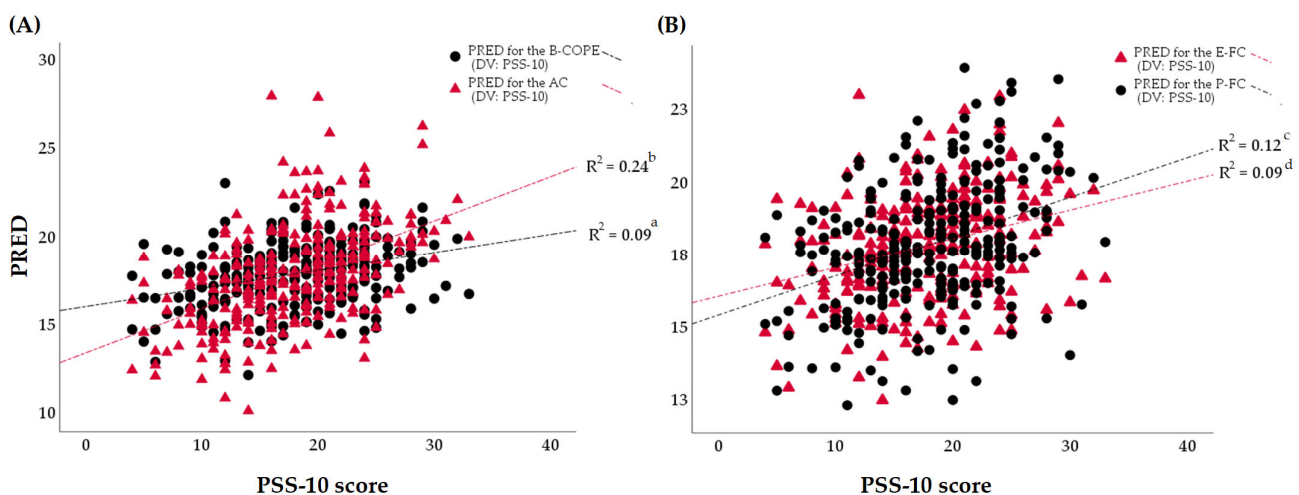 (A)
PRED for the B-COPE
(DV: PSS-10)
PRED for the AC
(DV: PSS-10)
30
25
20
15
10
PRED
R² = 0.24ᵇ
R² = 0.09ᵃ
0 10 20 30 40
PSS-10 score
(B)
PRED for the E-FC
(DV: PSS-10)
PRED for the P-FC
(DV: PSS-10)
23
20
18
15
13
R² = 0.12ᶜ
R² = 0.09ᵈ
0 10 20 30 40
PSS-10 score